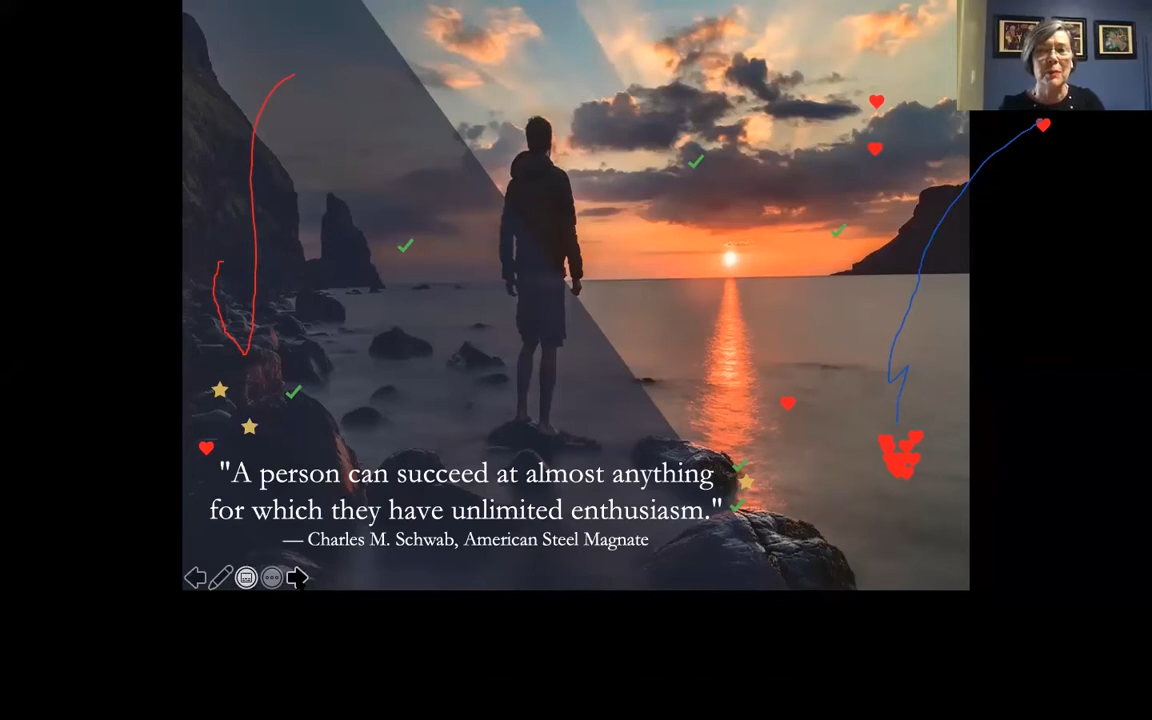 "A person can succeed at almost anything
for which they have unlimited enthusiasm."
— Charles M. Schwab, American Steel Magnate